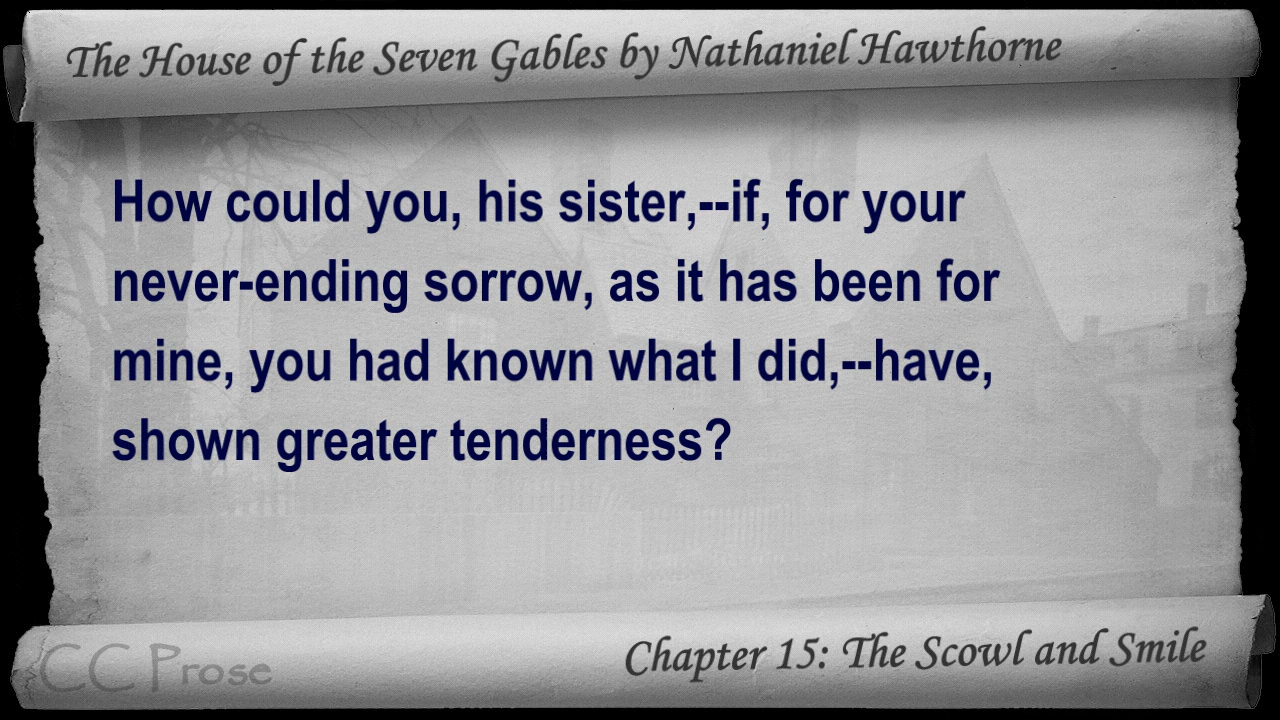 The House of the Seven Gables by Nathaniel Hawthorne
How could you, his sister,--if, for your
never-ending sorrow, as it has been for
mine, you had known what I did,--have,
shown greater tenderness?
CC Prose
Chapter 15: The Scowl and Smile